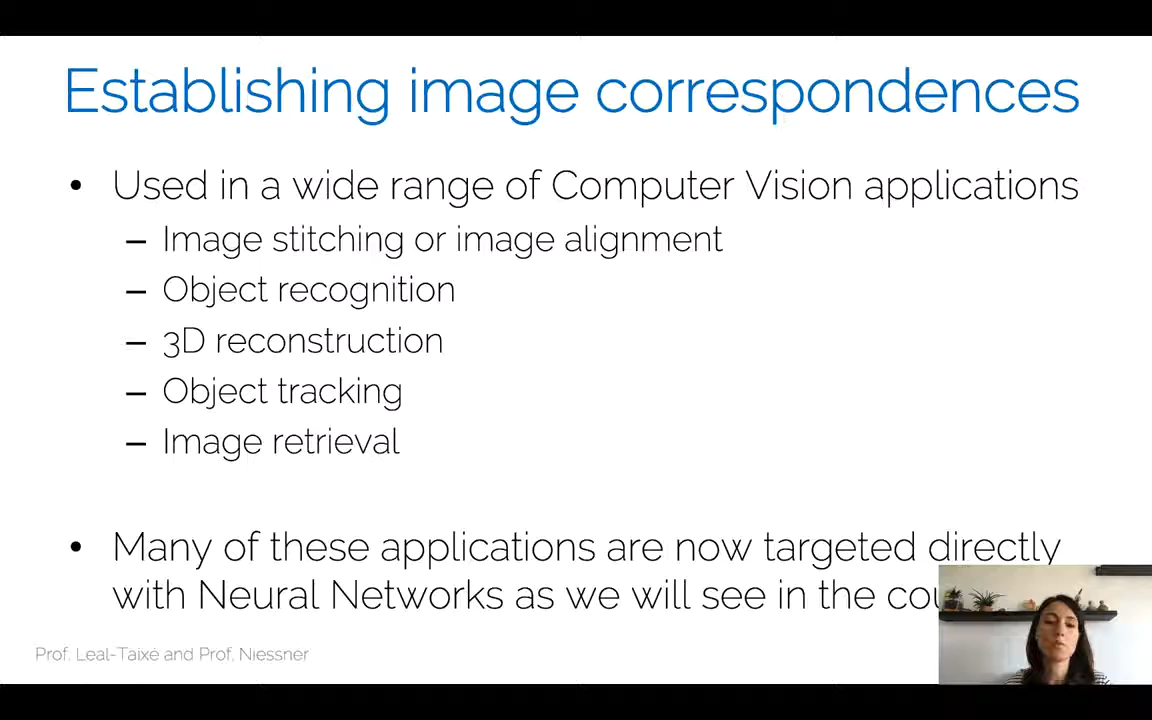 Establishing image correspondences
• Used in a wide range of Computer Vision applications
– Image stitching or image alignment
– Object recognition
– 3D reconstruction
– Object tracking
– Image retrieval
• Many of these applications are now targeted directly
with Neural Networks as we will see in the
Prof. Leal-Taixé and Prof. Niessner